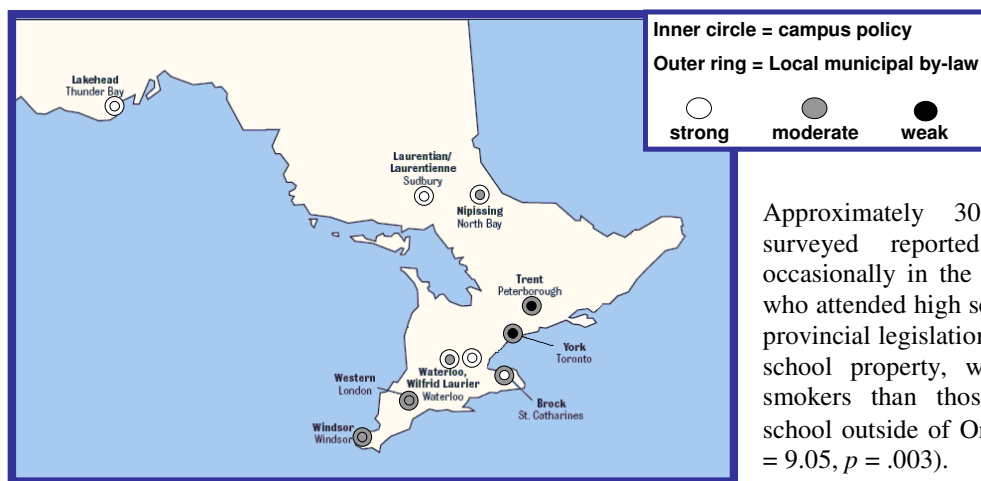 Inner circle = campus policy
Outer ring = Local municipal by-law
strong moderate weak
Lakehead
Thunder Bay
Laurentian/
Laurentienne
Sudbury
Nipissing
North Bay
Trent
Peterborough
York
Toronto
Waterloo,
Wilfrid Laurier
Waterloo
Western
London
Brock
St. Catharines
Windsor
Windsor
Approximately 30
surveyed reported
occasionally in the
who attended high sc
provincial legislation
school property, w
smokers than thos
school outside of Or
= 9.05, p = .003).